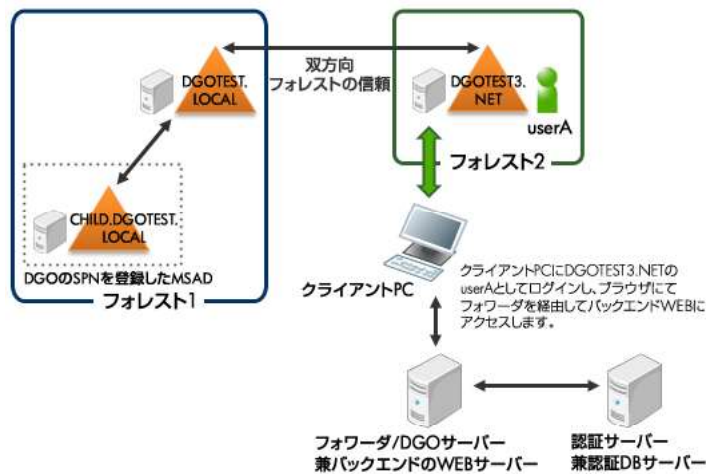 DGOTEST.
LOCAL
双方向
フォレストの信頼
DGOTEST3.
NET
userA
フォレスト2
CHILD.DGOTEST.
LOCAL
DGOのSPNを登録したMSAD
フォレスト1
クライアントPC
クライアントPCにDGOTEST3.NETの
userAとしてログインし、ブラウザにて
フォワーダを経由してバックエンドWEBに
アクセスします。
フォワーダ/DGOサーバー
兼バックエンドのWEBサーバー
認証サーバー
兼認証DBサーバー